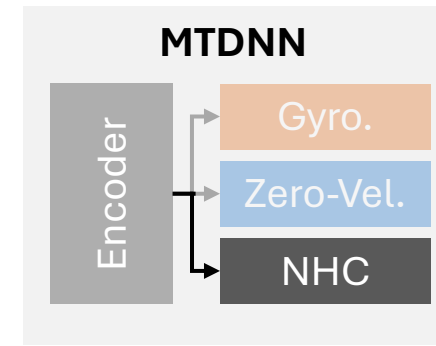 MTDNN
Encoder
Gyro.
Zero-Vel.
NHC